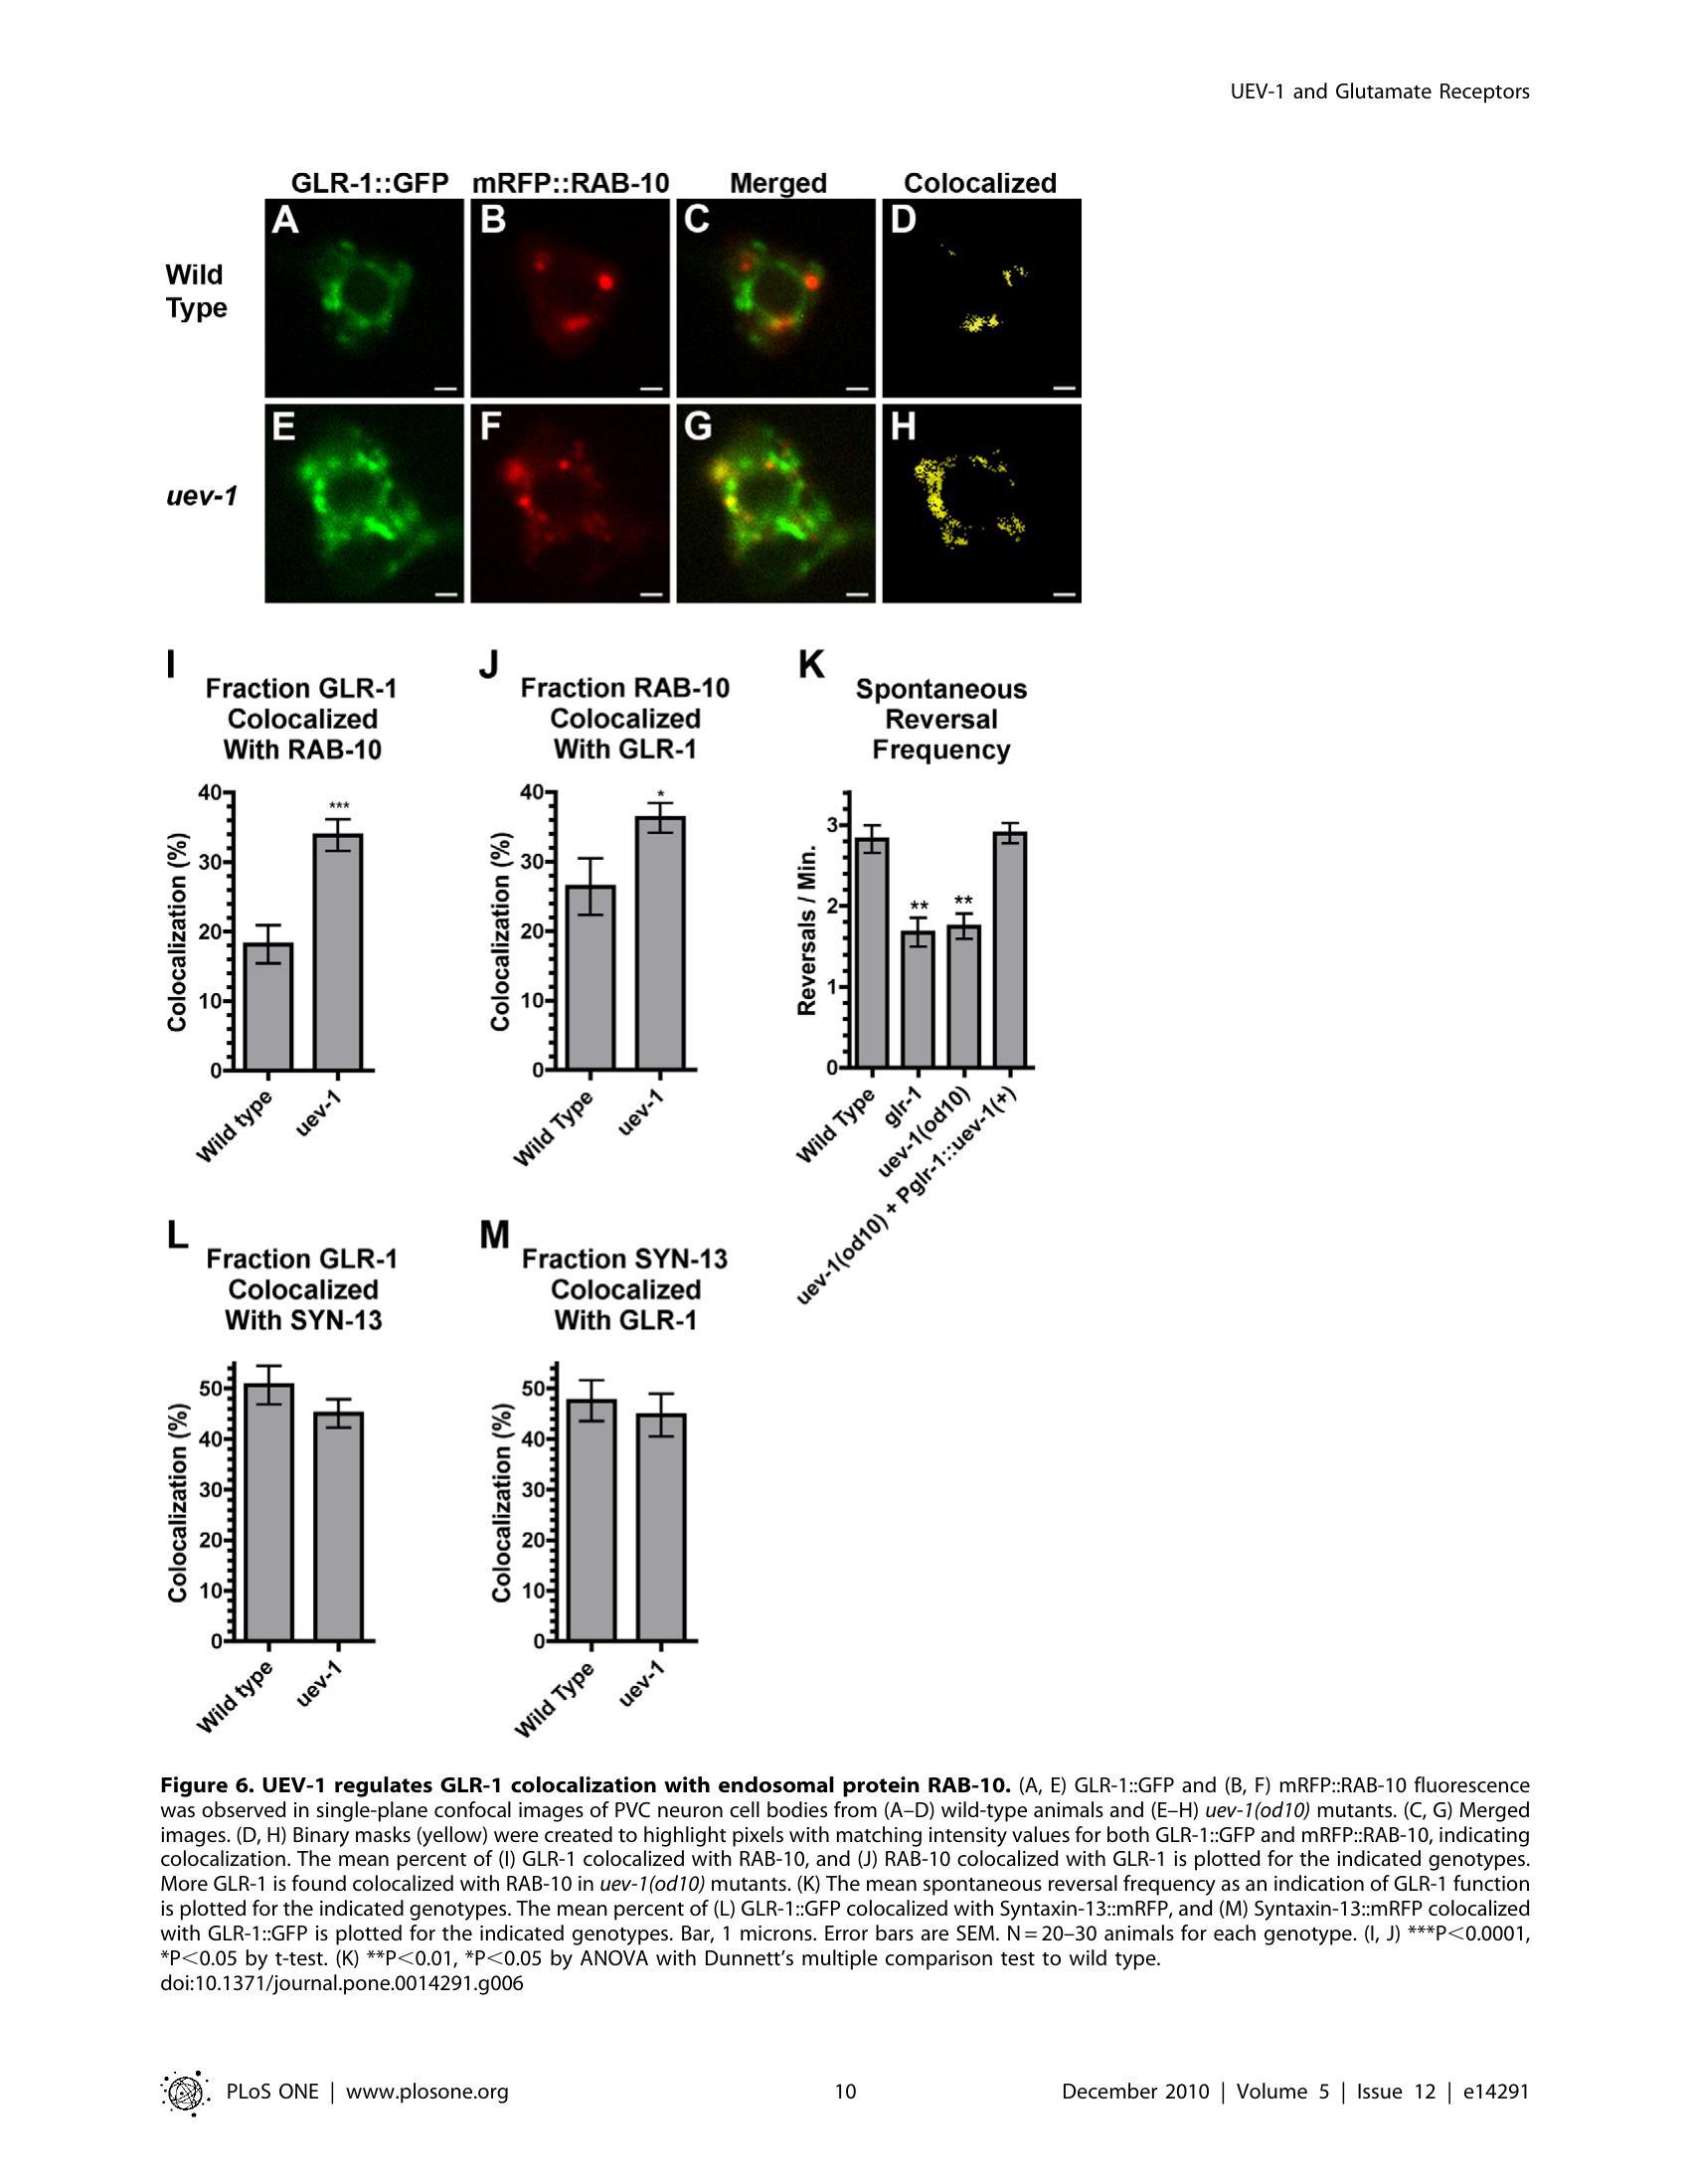 UEV-1 and Glutamate Receptors
GLR-1::GFP mRFP::RAB-10 Merged Colocalized
Wild
Type
A B C D
uev-1
E F G H
I
Fraction GLR-1
Colocalized
With RAB-10
Colocalization (%)
40
30
20
10
0
***
Wild type
uev-1
J
Fraction RAB-10
Colocalized
With GLR-1
Colocalization (%)
40
30
20
10
0
*
Wild Type
uev-1
K
Spontaneous
Reversal
Frequency
Reversals / Min.
3
2
1
0
** **
Wild Type
glr-1
uev-1(od10)
uev-1(od10) + Pglr-1::uev-1(+)
L
Fraction GLR-1
Colocalized
With SYN-13
Colocalization (%)
50
40
30
20
10
0
Wild type
uev-1
M
Fraction SYN-13
Colocalized
With GLR-1
Colocalization (%)
50
40
30
20
10
0
Wild Type
uev-1
Figure 6. UEV-1 regulates GLR-1 colocalization with endosomal protein RAB-10. (A, E) GLR-1::GFP and (B, F) mRFP::RAB-10 fluorescence
was observed in single-plane confocal images of PVC neuron cell bodies from (A–D) wild-type animals and (E–H) uev-1(od10) mutants. (C, G) Merged
images. (D, H) Binary masks (yellow) were created to highlight pixels with matching intensity values for both GLR-1::GFP and mRFP::RAB-10, indicating
colocalization. The mean percent of (I) GLR-1 colocalized with RAB-10, and (J) RAB-10 colocalized with GLR-1 is plotted for the indicated genotypes.
More GLR-1 is found colocalized with RAB-10 in uev-1(od10) mutants. (K) The mean spontaneous reversal frequency as an indication of GLR-1 function
is plotted for the indicated genotypes. The mean percent of (L) GLR-1::GFP colocalized with Syntaxin-13::mRFP, and (M) Syntaxin-13::mRFP colocalized
with GLR-1::GFP is plotted for the indicated genotypes. Bar, 1 microns. Error bars are SEM. N = 20–30 animals for each genotype. (I, J) ***P<0.0001,
*P<0.05 by t-test. (K) **P<0.01, *P<0.05 by ANOVA with Dunnett's multiple comparison test to wild type.
doi:10.1371/journal.pone.0014291.g006
PLoS ONE | www.plosone.org 10 December 2010 | Volume 5 | Issue 12 | e14291